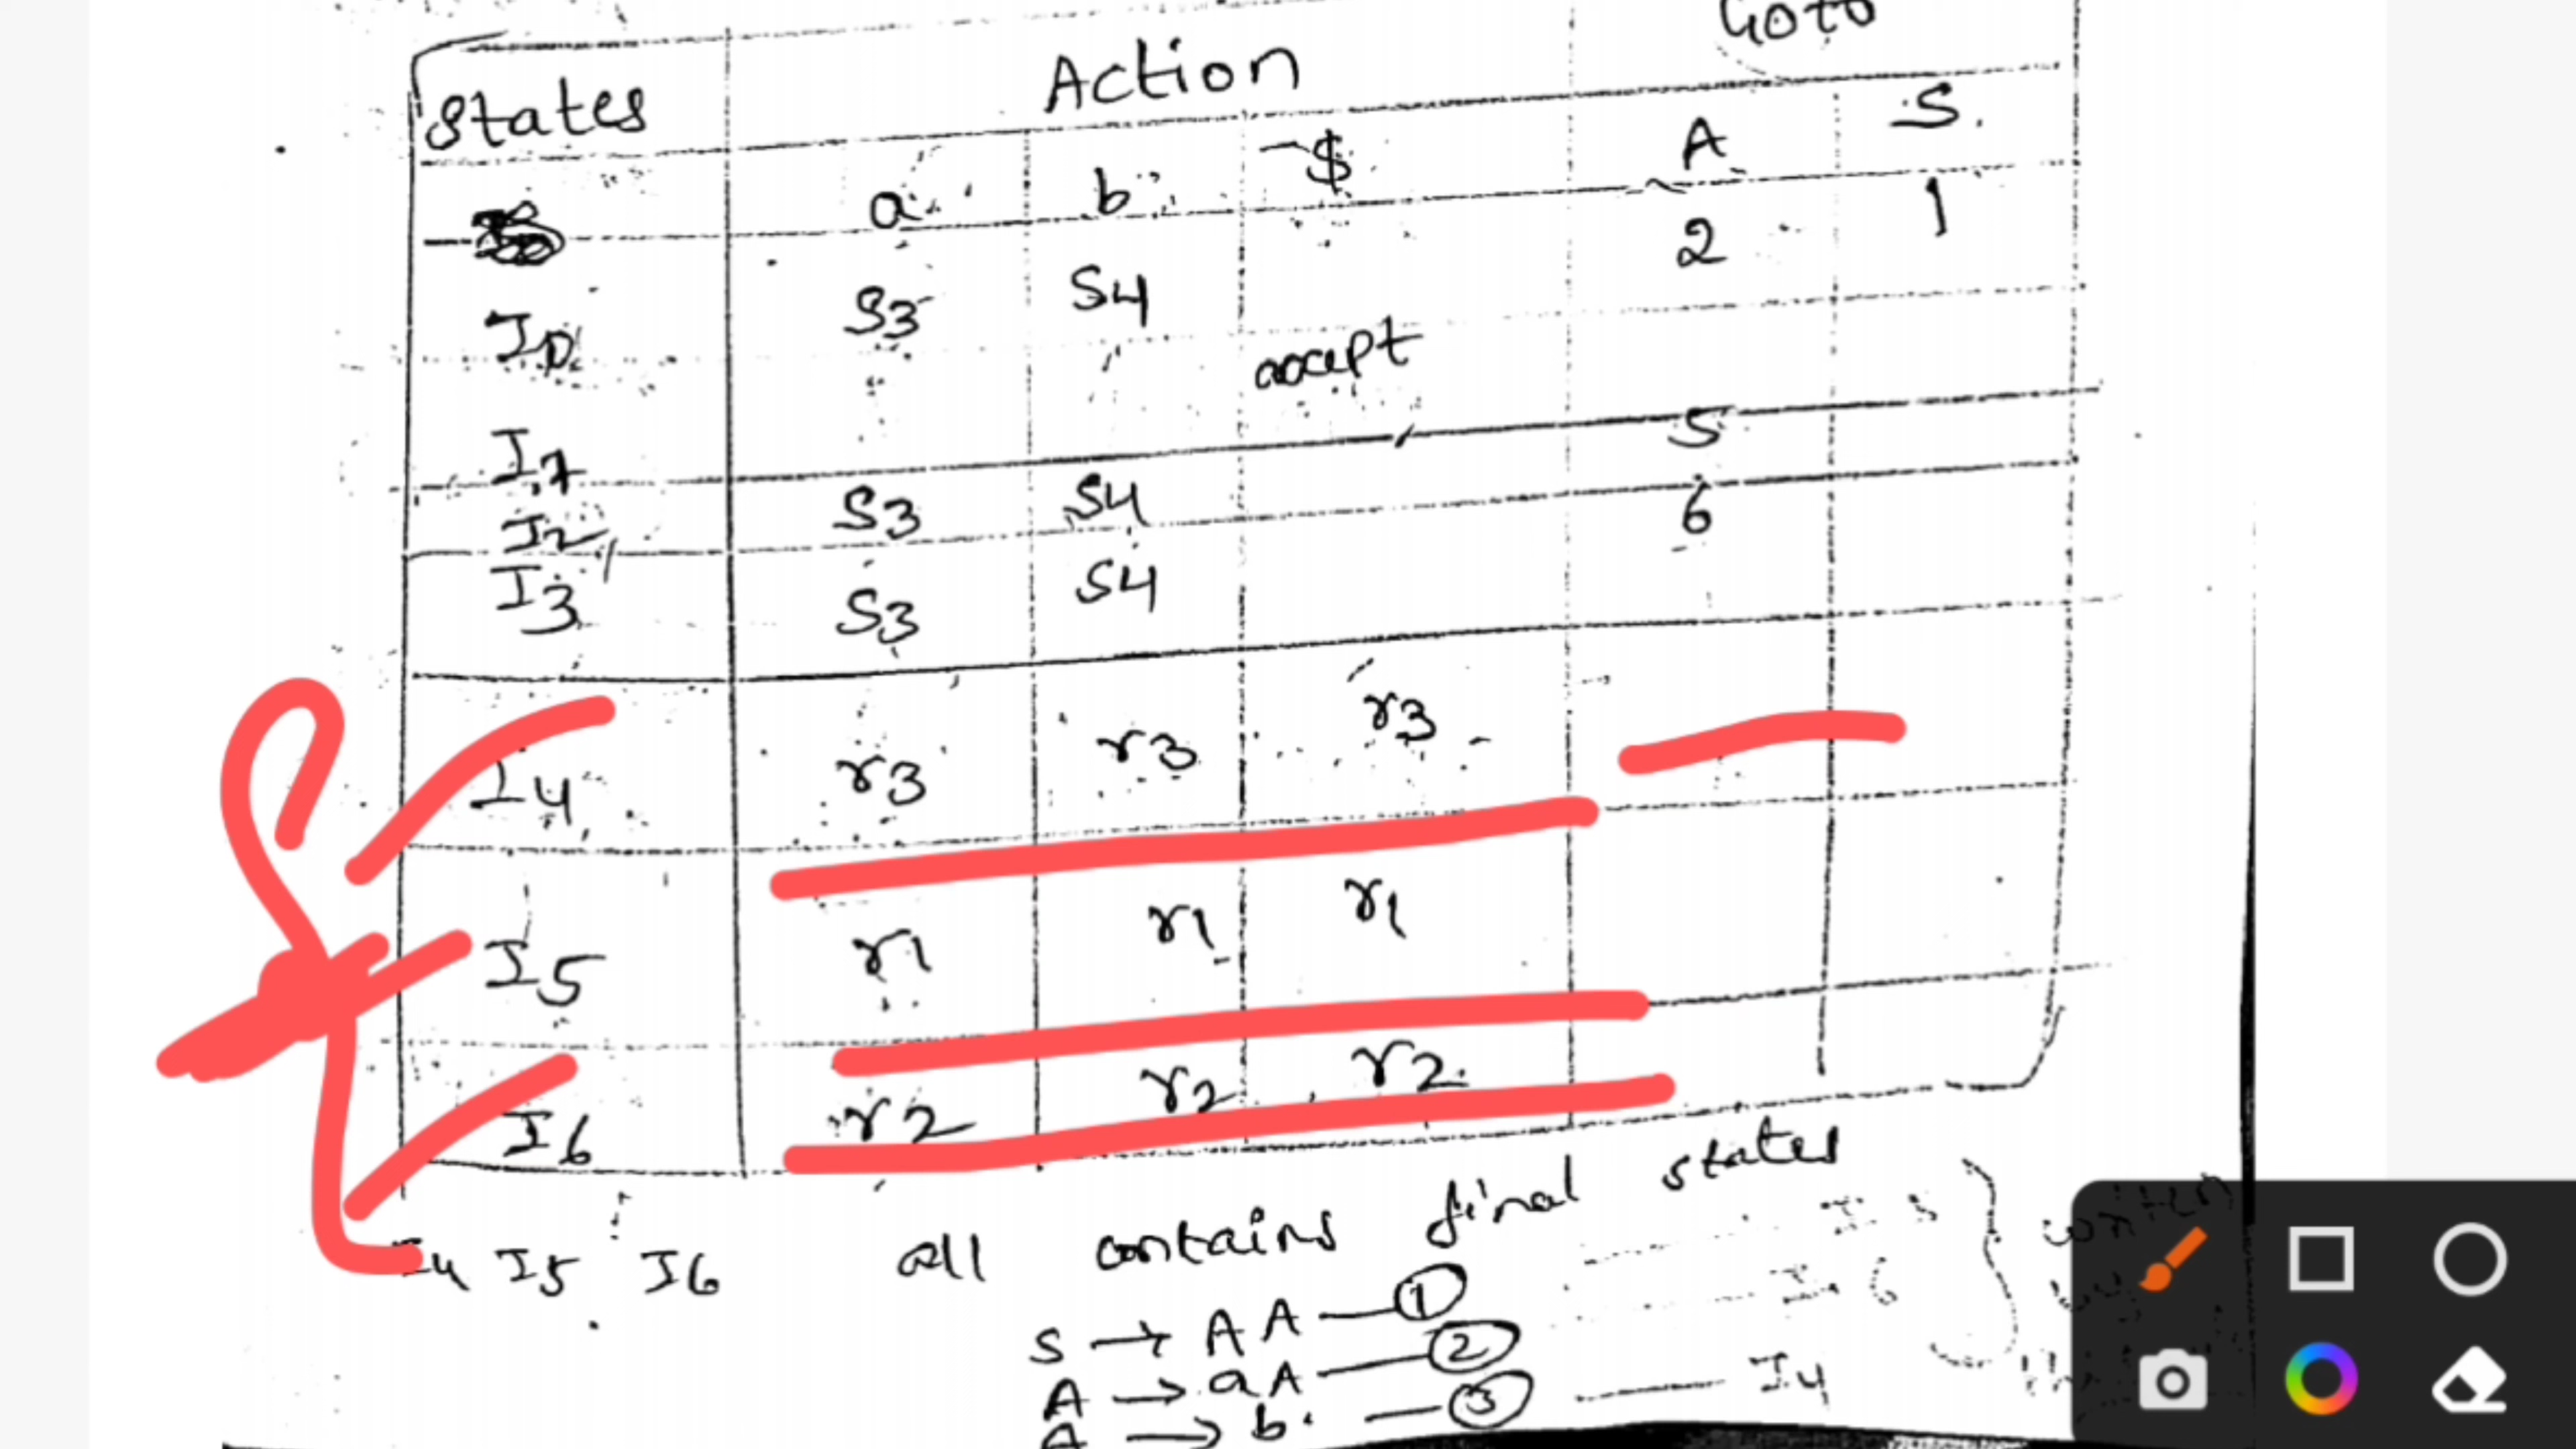 Goto
States Action
A S.
a b $
2 1
I0 S3 S4
accept
I1
5
I2 S3 S4
6
I3 S3 S4
I4 r3 r3 r3
I5 r1 r1 r1
I6 r2 r2 r2
I4 I5 I6 all contains final states
S → AA — 1
A → aA — 2
A → b. — 3 — I4